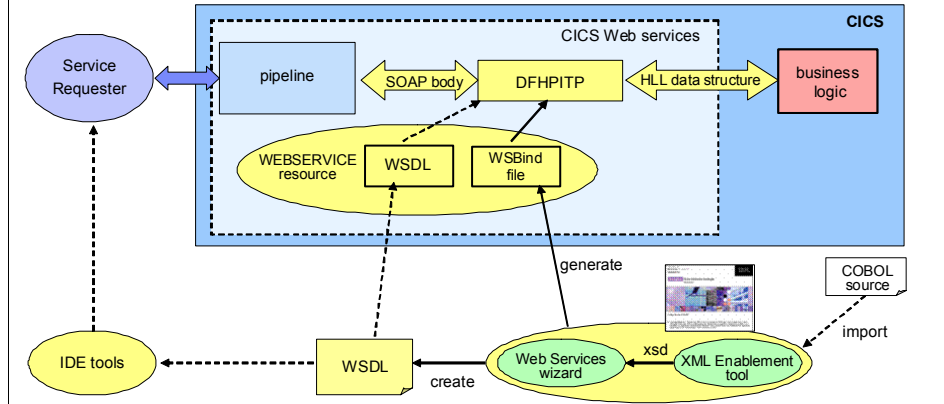 CICS
CICS Web services
Service
Requester
pipeline
SOAP body
DFHPITP
HLL data structure
business
logic
WEBSERVICE
resource
WSDL
WSBind
file
generate
COBOL
source
import
IDE tools
WSDL
create
Web Services
wizard
xsd
XML Enablement
tool